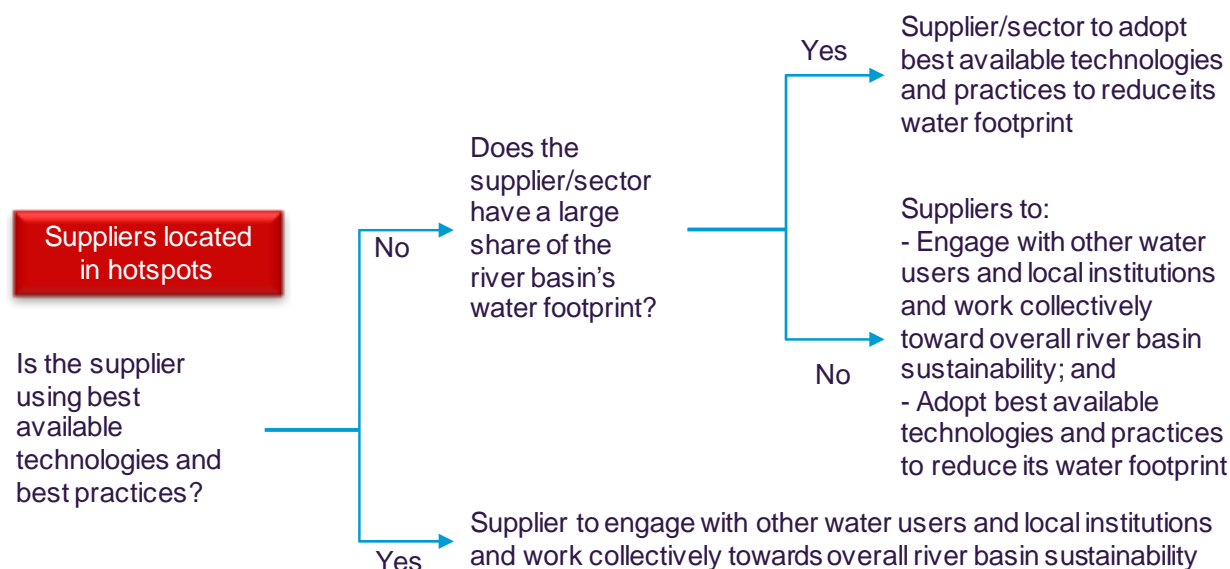 Suppliers located
in hotspots
Is the supplier
using best
available
technologies and
best practices?
No
Does the
supplier/sector
have a large
share of the
river basin's
water footprint?
Yes
Supplier/sector to adopt
best available technologies
and practices to reduce its
water footprint
No
Suppliers to:
- Engage with other water
users and local institutions
and work collectively
toward overall river basin
sustainability; and
- Adopt best available
technologies and practices
to reduce its water footprint
Yes
Supplier to engage with other water users and local institutions
and work collectively towards overall river basin sustainability